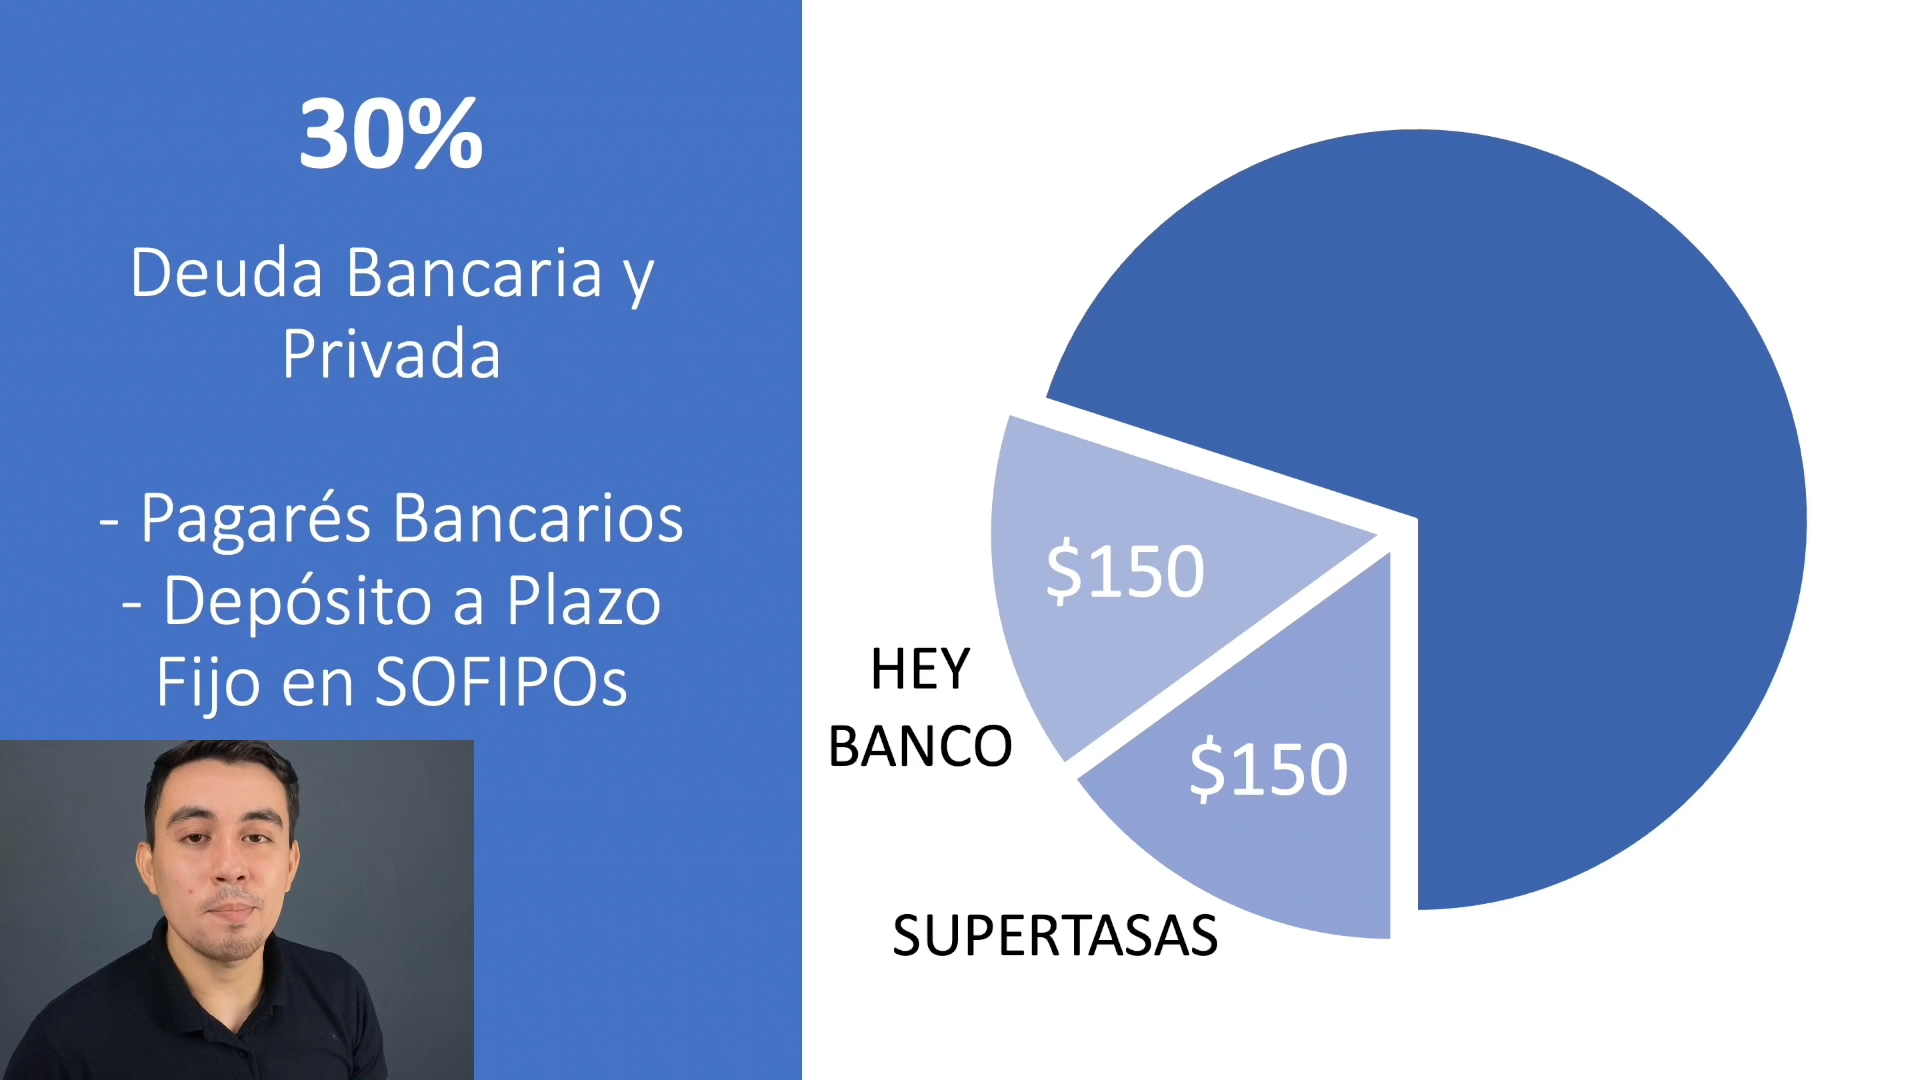 30%
Deuda Bancaria y
Privada
- Pagarés Bancarios
- Depósito a Plazo
Fijo en SOFIPOs
$150
HEY
BANCO
$150
SUPERTASAS